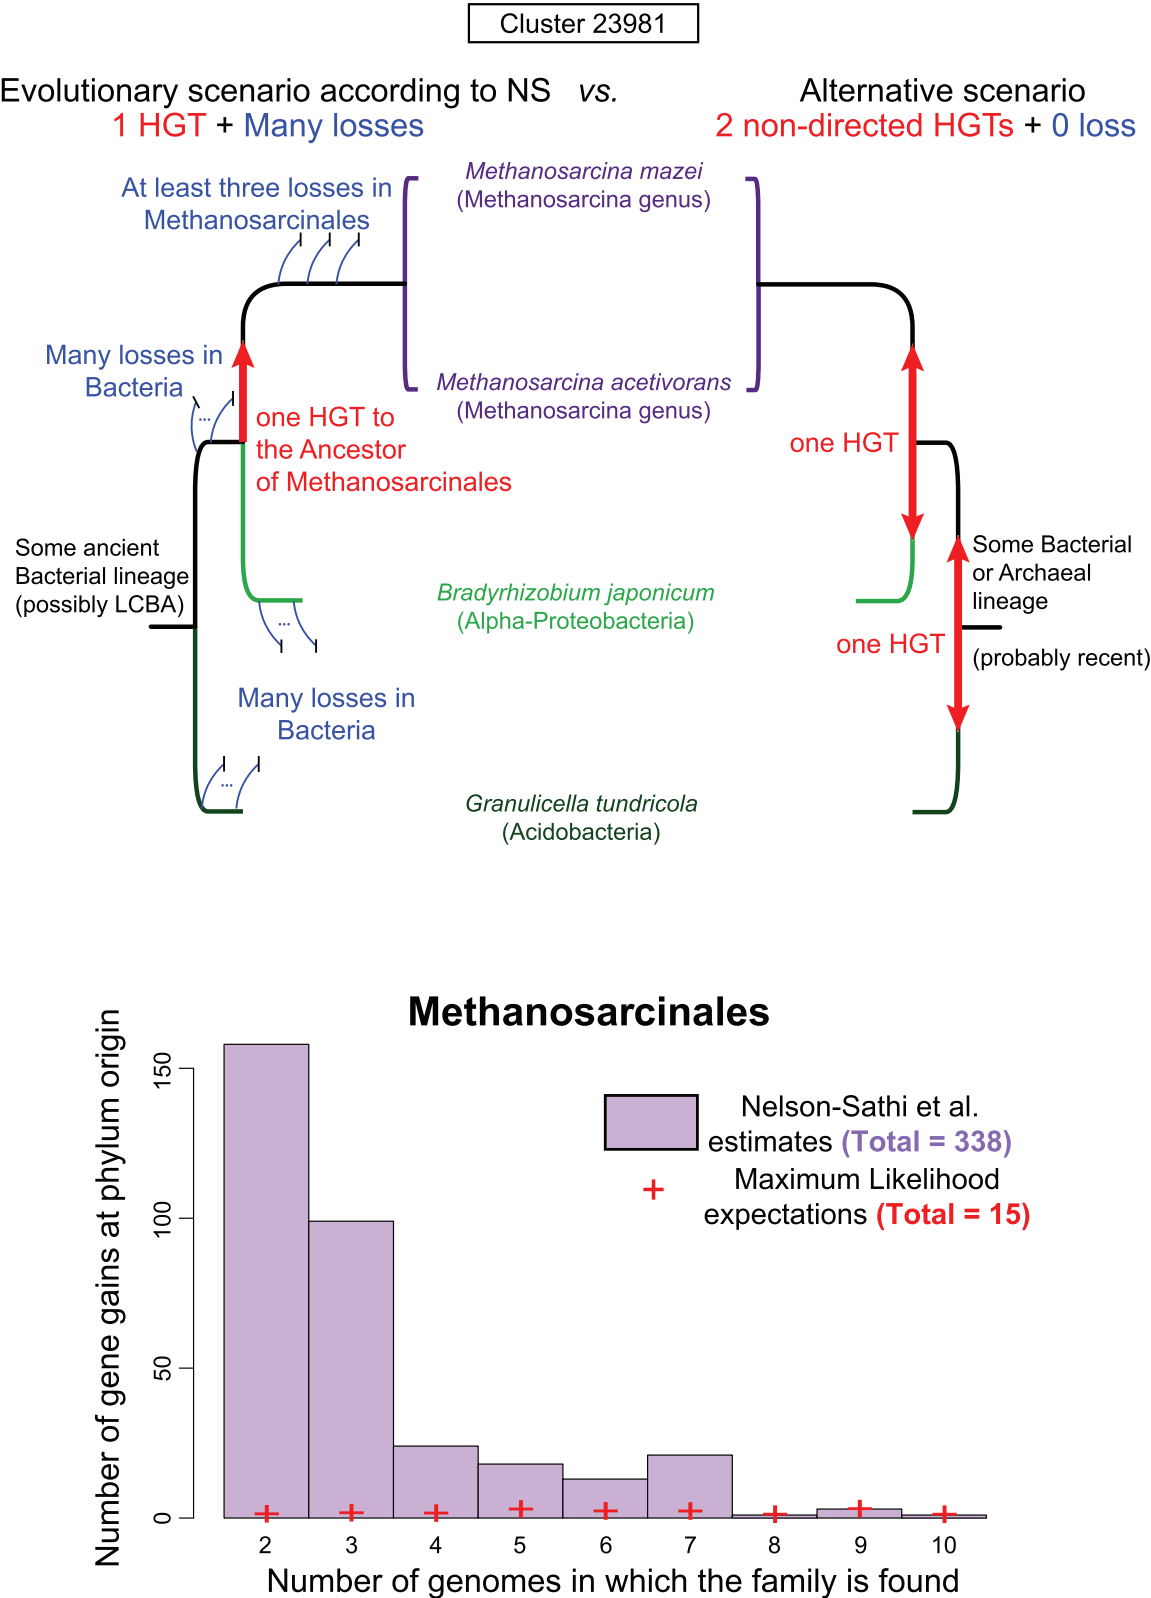 Cluster 23981
Evolutionary scenario according to NS vs. Alternative scenario
1 HGT + Many losses
2 non-directed HGTs + 0 loss
At least three losses in
Methanosarcinales
Methanosarcina mazei
(Methanosarcina genus)
Many losses in
Bacteria
...
one HGT to
the Ancestor
of Methanosarcinales
Methanosarcina acetivorans
(Methanosarcina genus)
one HGT
Some ancient
Bacterial lineage
(possibly LCBA)
Some Bacterial
or Archaeal
lineage
(probably recent)
...
Bradyrhizobium japonicum
(Alpha-Proteobacteria)
one HGT
Many losses in
Bacteria
...
Granulicella tundricola
(Acidobacteria)
Methanosarcinales
Number of gene gains at phylum origin
150
100
50
0
Nelson-Sathi et al.
estimates (Total = 338)
Maximum Likelihood
expectations (Total = 15)
2 3 4 5 6 7 8 9 10
Number of genomes in which the family is found